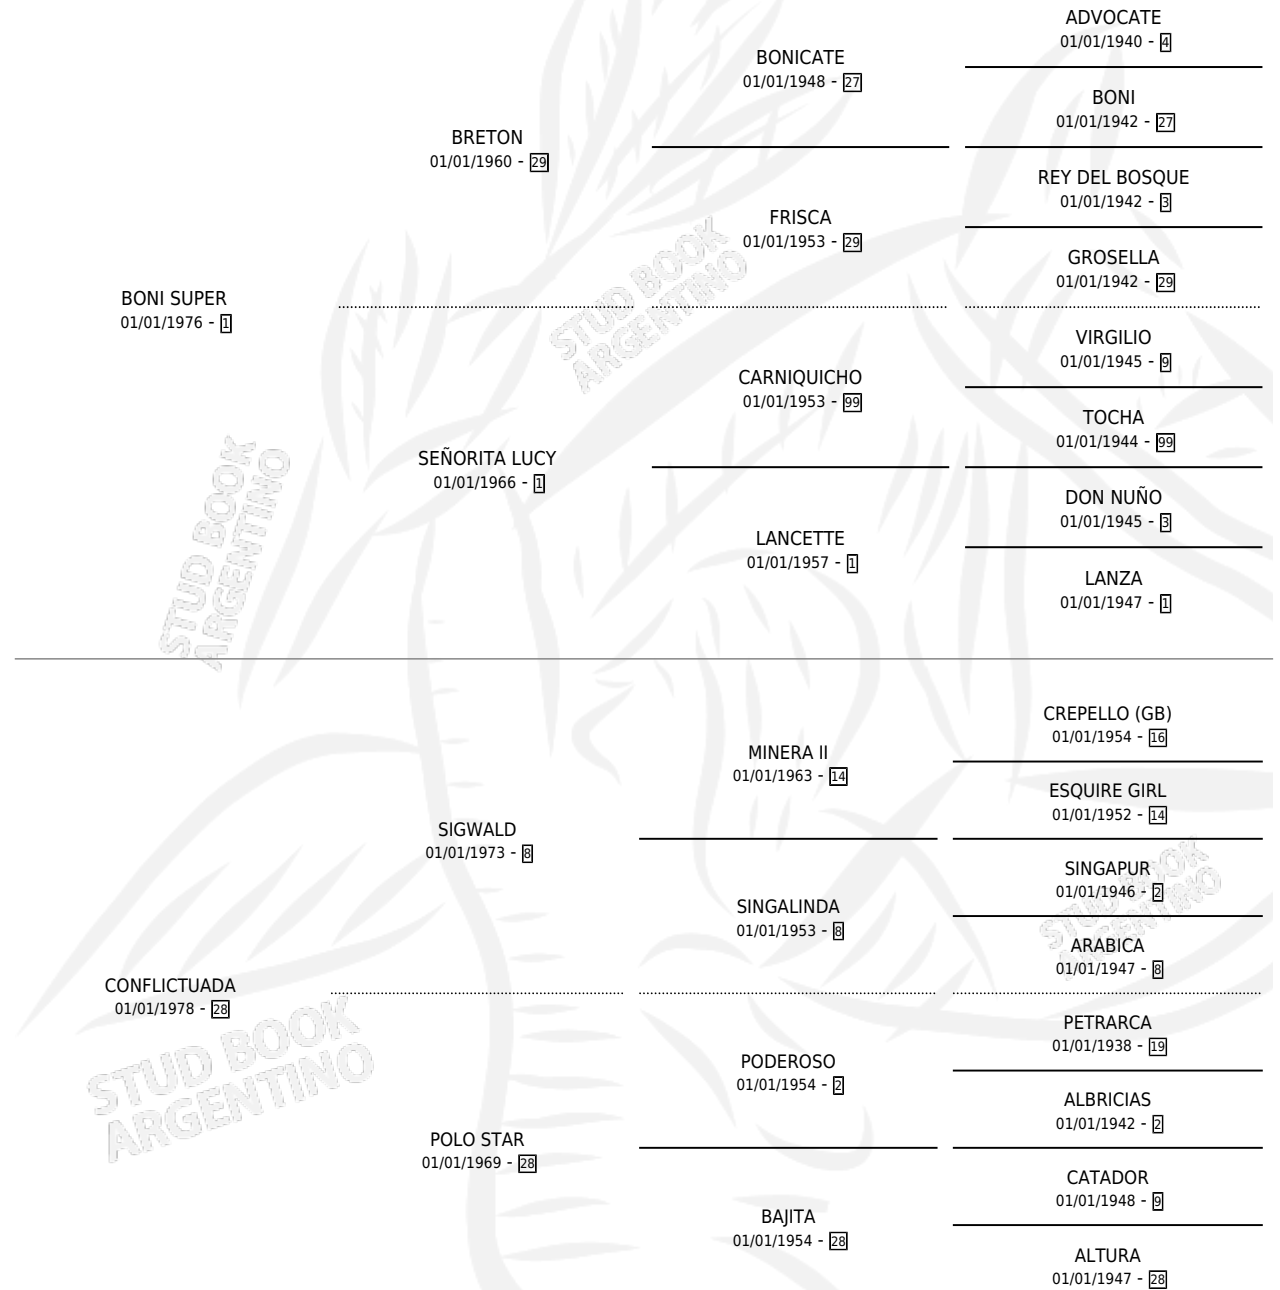 ADVOCATE
01/01/1940 - 4
BONICATE
01/01/1948 - 27
BONI
01/01/1942 - 27
BRETON
01/01/1960 - 29
REY DEL BOSQUE
01/01/1942 - 3
FRISCA
01/01/1953 - 29
GROSELLA
01/01/1942 - 29
BONI SUPER
01/01/1976 - 1
STUD BOOK
ARGENTINO
VIRGILIO
01/01/1945 - 9
CARNIQUICHO
01/01/1953 - 99
TOCHA
01/01/1944 - 99
SEÑORITA LUCY
01/01/1966 - 1
DON NUÑO
01/01/1945 - 3
LANCETTE
01/01/1957 - 1
LANZA
01/01/1947 - 1
STUD BOOK
ARGENTINO
CREPELLO (GB)
01/01/1954 - 16
MINERA II
01/01/1963 - 14
ESQUIRE GIRL
01/01/1952 - 14
SIGWALD
01/01/1973 - 8
SINGAPUR
01/01/1946 - 2
SINGALINDA
01/01/1953 - 8
ARABICA
01/01/1947 - 8
STUD BOOK
ARGENTINO
CONFLICTUADA
01/01/1978 - 28
PETRARCA
01/01/1938 - 19
PODEROSO
01/01/1954 - 2
ALBRICIAS
01/01/1942 - 2
STUD BOOK
ARGENTINO
POLO STAR
01/01/1969 - 28
CATADOR
01/01/1948 - 9
BAJITA
01/01/1954 - 28
ALTURA
01/01/1947 - 28